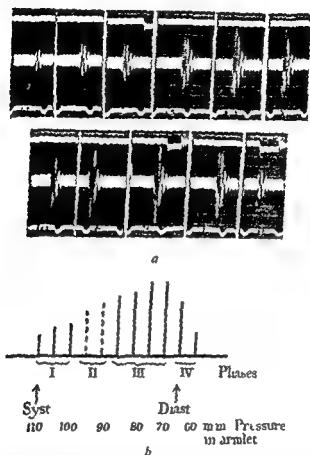 a
I II III IV Phases
Syst Diast
110 100 90 80 70 60 mm Pressure
in armlet
b